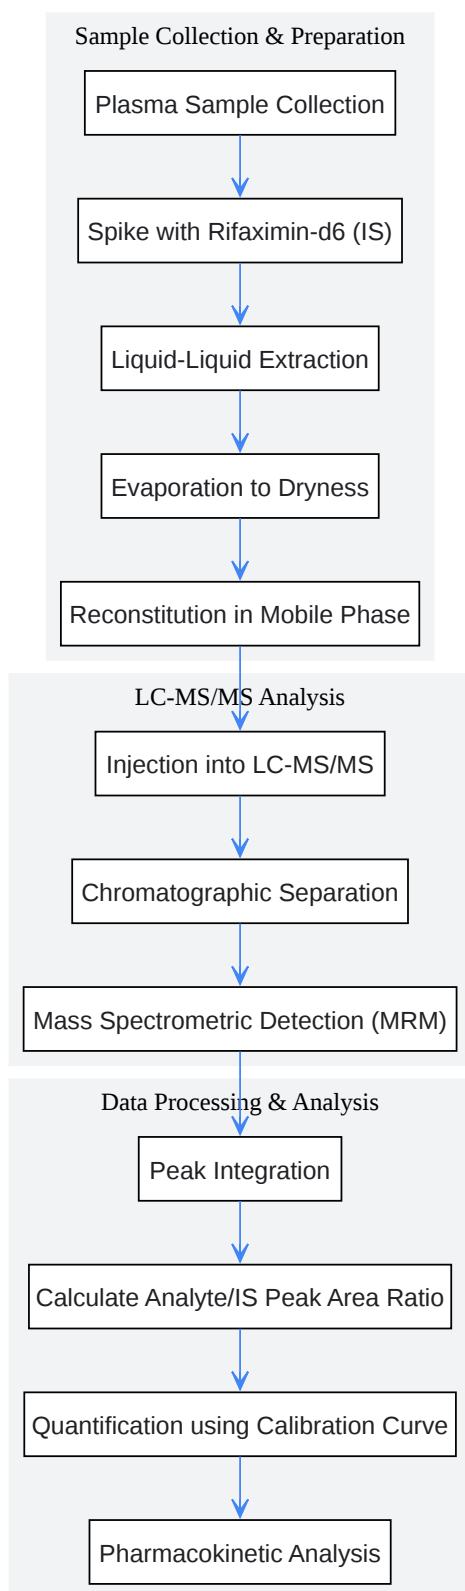 Sample Collection & Preparation
Plasma Sample Collection
Spike with Rifaximin-d6 (IS)
Liquid-Liquid Extraction
Evaporation to Dryness
Reconstitution in Mobile Phase
LC-MS/MS Analysis
Injection into LC-MS/MS
Chromatographic Separation
Mass Spectrometric Detection (MRM)
Data Processing & Analysis
Peak Integration
Calculate Analyte/IS Peak Area Ratio
Quantification using Calibration Curve
Pharmacokinetic Analysis